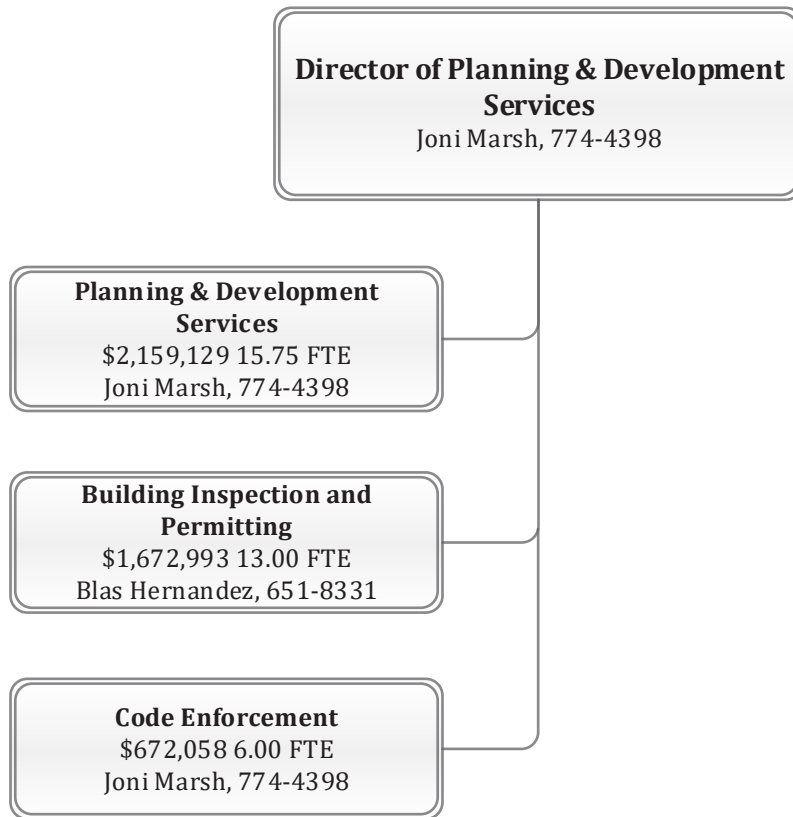 Director of Planning & Development
Services
Joni Marsh, 774-4398
Planning & Development
Services
$2,159,129 15.75 FTE
Joni Marsh, 774-4398
Building Inspection and
Permitting
$1,672,993 13.00 FTE
Blas Hernandez, 651-8331
Code Enforcement
$672,058 6.00 FTE
Joni Marsh, 774-4398